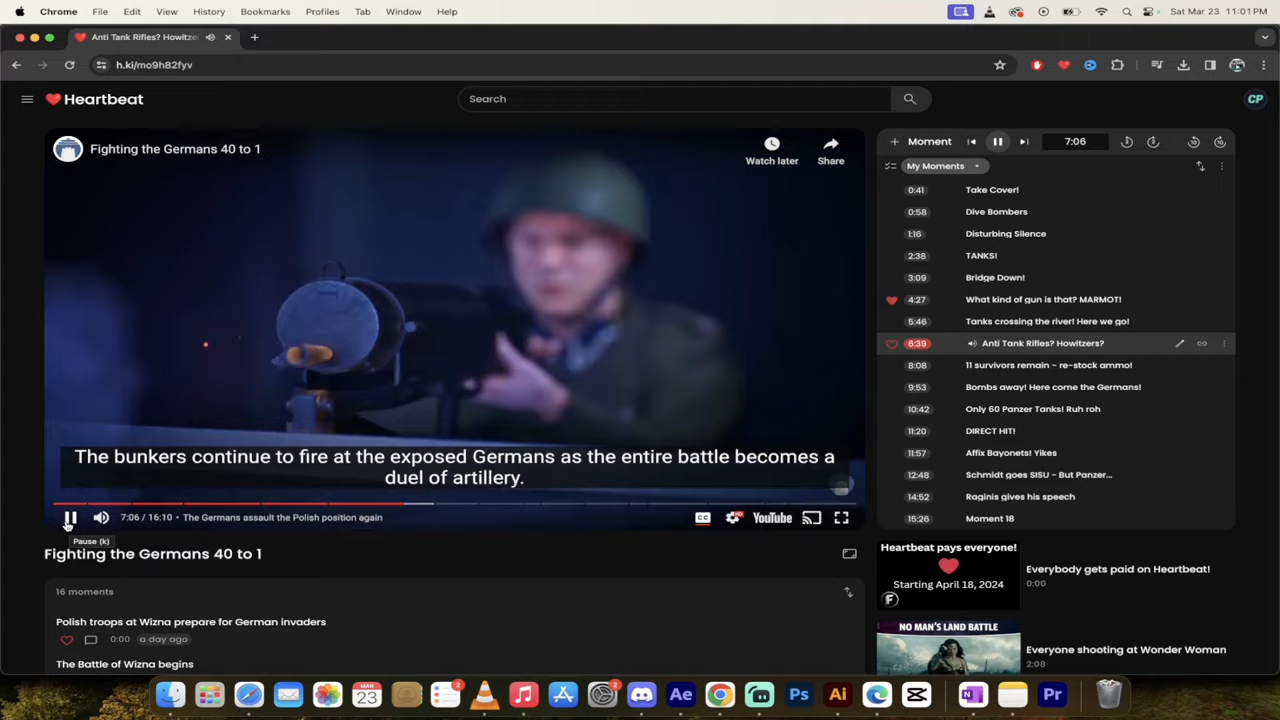 Chrome File Edit View History Bookmarks Profiles Tab Window Help
Sat Mar 23 11:01PM
Anti Tank Rifles? Howitze
h.ki/mo9h82fyv
Heartbeat
Search
CP
Fighting the Germans 40 to 1
Watch later
Share
The bunkers continue to fire at the exposed Germans as the entire battle becomes a
duel of artillery.
7:06 / 16:10 • The Germans assault the Polish position again
CC
HD
YouTube
Pause (k)
Moment
7:06
My Moments
0:41 Take Cover!
0:58 Dive Bombers
1:16 Disturbing Silence
2:38 TANKS!
3:09 Bridge Down!
4:27 What kind of gun is that? MARMOT!
5:46 Tanks crossing the river! Here we go!
6:39 Anti Tank Rifles? Howitzers?
8:08 11 survivors remain - re-stock ammo!
9:53 Bombs away! Here come the Germans!
10:42 Only 60 Panzer Tanks! Ruh roh
11:20 DIRECT HIT!
11:57 Affix Bayonets! Yikes
12:48 Schmidt goes SISU - But Panzer...
14:52 Raginis gives his speech
15:26 Moment 18
Fighting the Germans 40 to 1
16 moments
Polish troops at Wizna prepare for German invaders
0:00 a day ago
The Battle of Wizna begins
Heartbeat pays everyone!
Starting April 18, 2024
F
Everybody gets paid on Heartbeat!
0:00
NO MAN'S LAND BATTLE
Everyone shooting at Wonder Woman
2:08
MAR
23
2
2
Ae
Ps
Ai
N
Pr